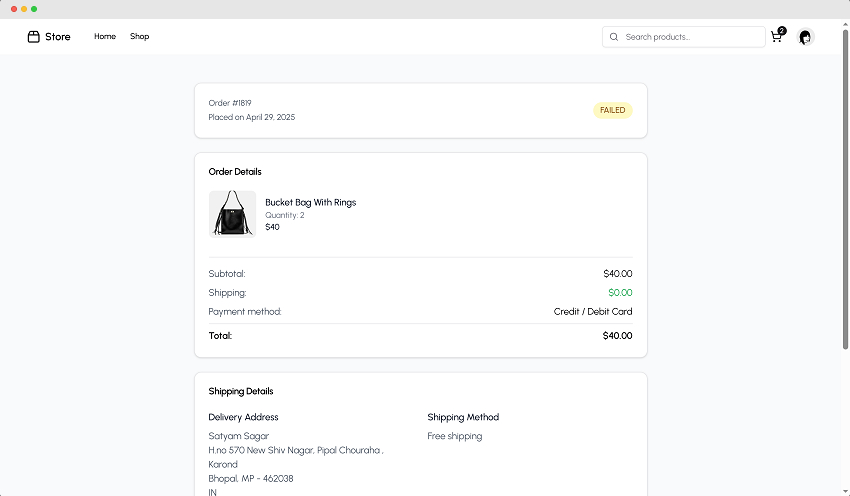 Store
Home
Shop
Search products...
2
Order #1819
Placed on April 29, 2025
FAILED
Order Details
Bucket Bag With Rings
Quantity: 2
$40
Subtotal:
$40.00
Shipping:
$0.00
Payment method:
Credit / Debit Card
Total:
$40.00
Shipping Details
Delivery Address
Satyam Sagar
H.no 570 New Shiv Nagar, Pipal Chouraha ,
Karond
Bhopal, MP - 462038
IN
Shipping Method
Free shipping